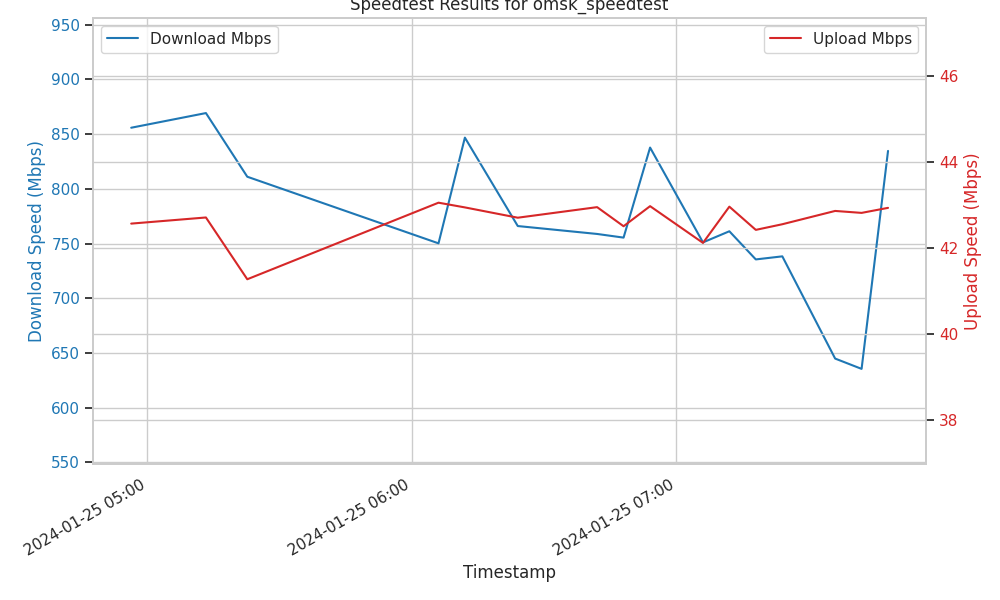 Speedtest Results for omsk_speedtest
Download Mbps
Upload Mbps
950
900
850
800
750
700
650
600
550
Download Speed (Mbps)
46
44
42
40
38
Upload Speed (Mbps)
2024-01-25 05:00
2024-01-25 06:00
2024-01-25 07:00
Timestamp